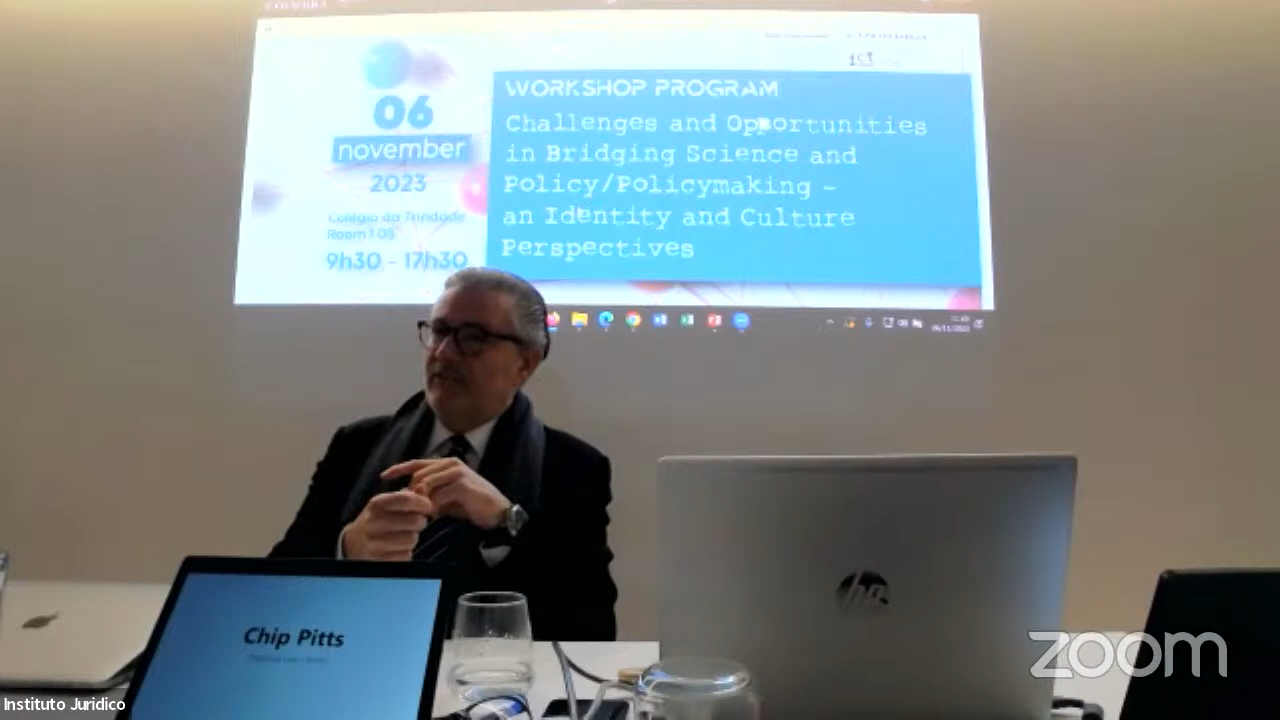 06
november
2023
Colégio da Trindade
Room 1.05
9h30 - 17h30
WORKSHOP PROGRAM
Challenges and Opportunities
in Bridging Science and
Policy/Policymaking –
an Identity and Culture
Perspectives
Chip Pitts
hp
zoom
Instituto Juridico